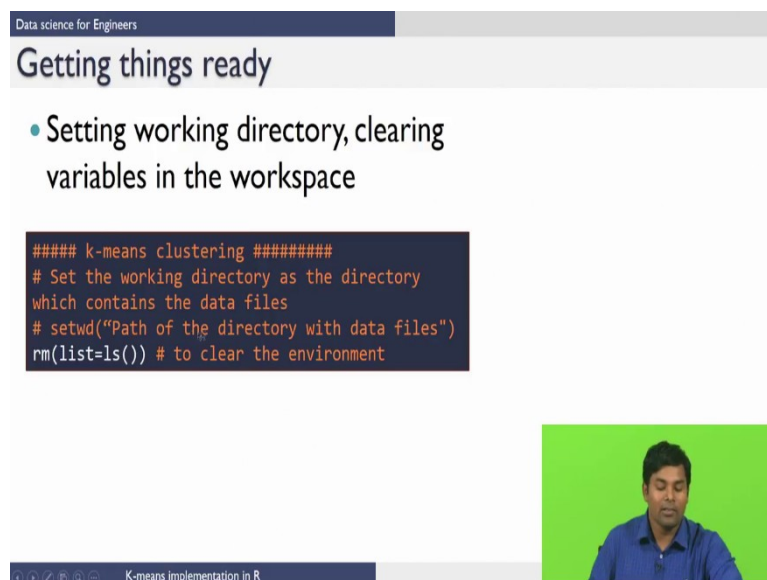 Data science for Engineers
Getting things ready
• Setting working directory, clearing
variables in the workspace
##### k-means clustering #########
# Set the working directory as the directory
which contains the data files
# setwd(“Path of the directory with data files")
rm(list=ls()) # to clear the environment
K-means implementation in R